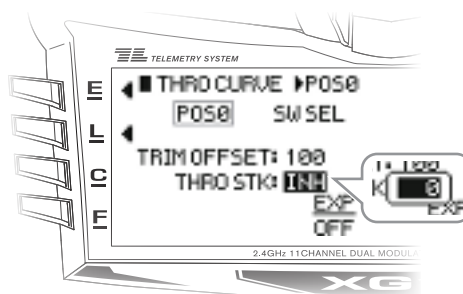 TELEMETRY SYSTEM
E
■ THRO CURVE ▶POS0
POS0 SW SEL
L
TRIM OFFSET: 100
C
THRO STK: INH
0
EXP
EXP
F
OFF
2.4GHz 11CHANNEL DUAL
XG